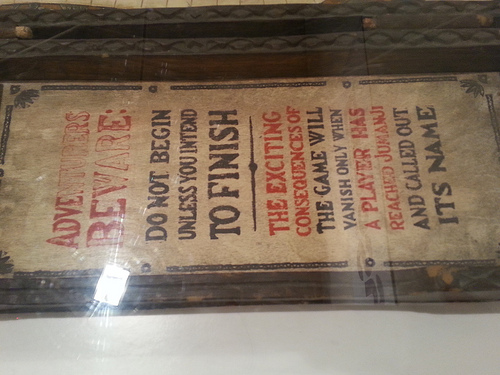 ADVENTURERS
BEWARE:
DO NOT BEGIN
UNLESS YOU INTEND
TO FINISH
THE EXCITING
CONSEQUENCES OF
THE GAME WILL
VANISH ONLY WHEN
A PLAYER HAS
REACHED JUMANJI
AND CALLED OUT
ITS NAME